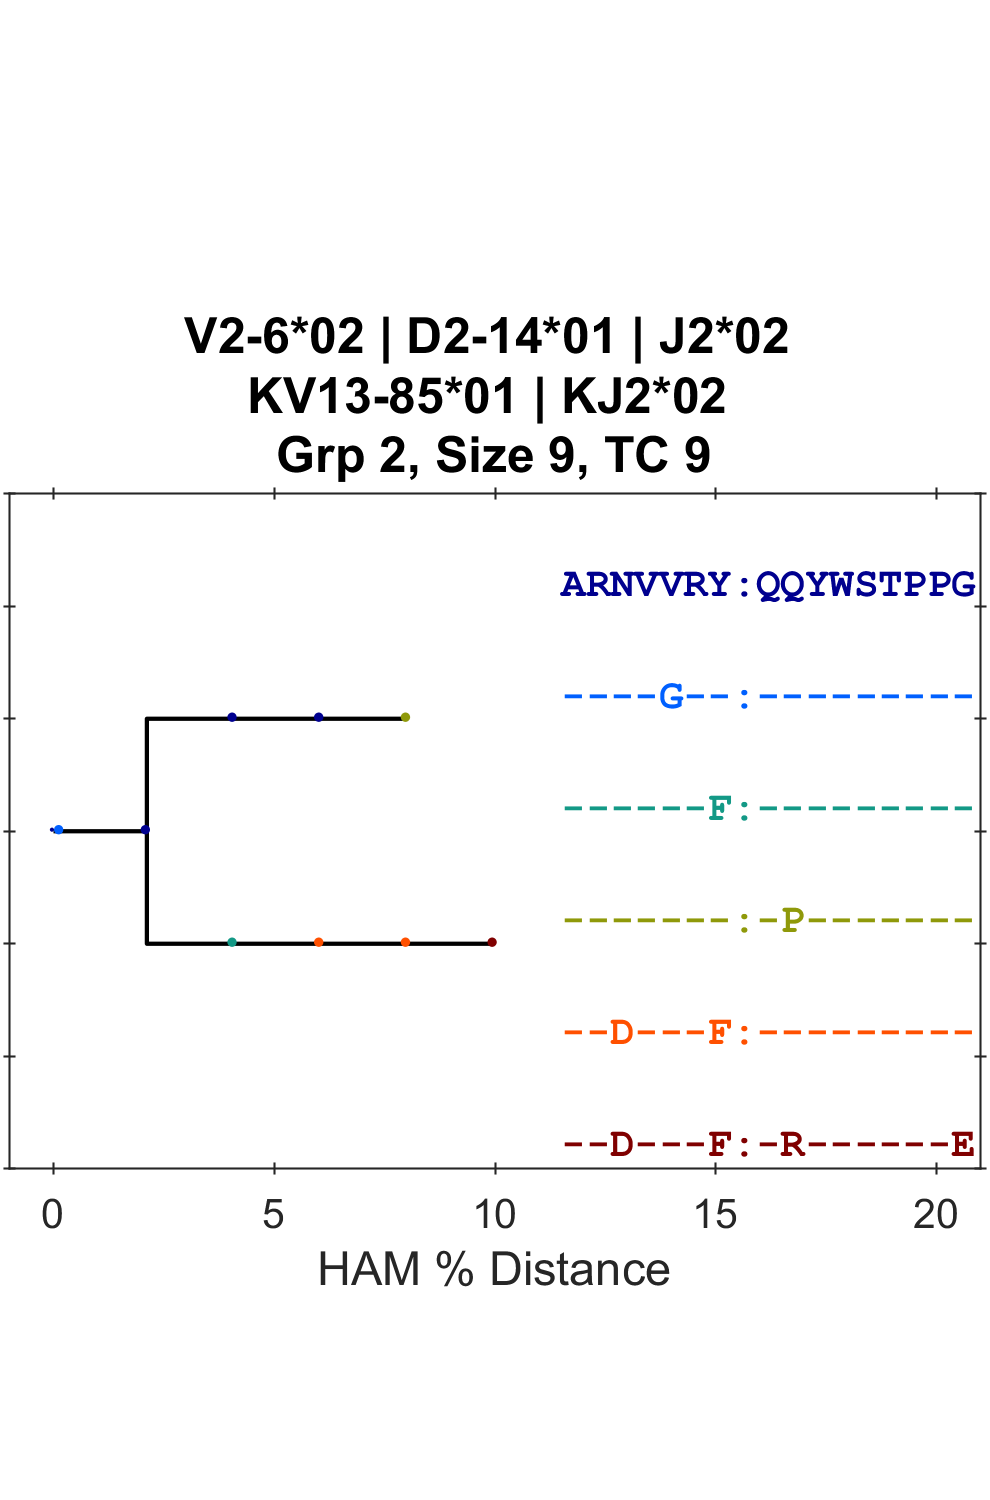 V2-6*02 | D2-14*01 | J2*02
KV13-85*01 | KJ2*02
Grp 2, Size 9, TC 9
ARNVVRY:QQYWSTPPG
----G--:---------
------F:---------
-------:-P-------
--D---F:---------
--D---F:-R------E
0 5 10 15 20
HAM % Distance